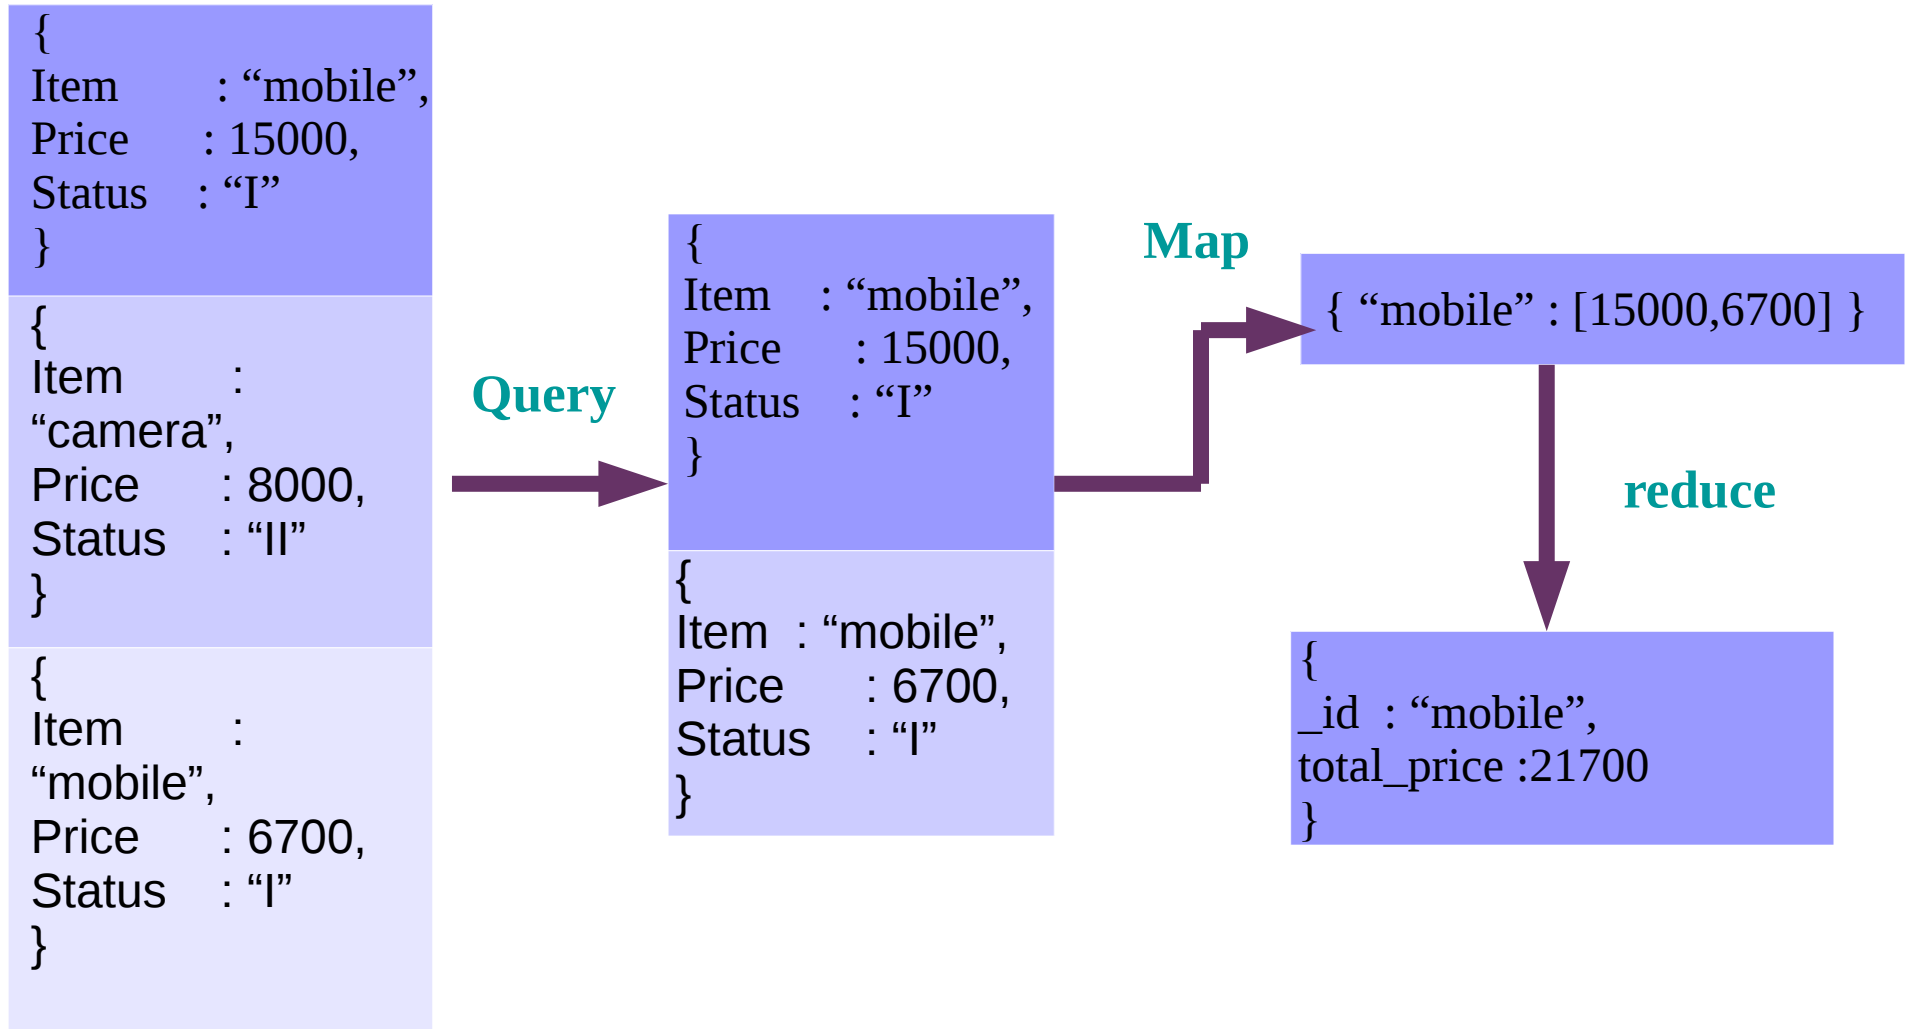 {
Item : “mobile”,
Price : 15000,
Status : “I”
}
{
Item :
“camera”,
Price : 8000,
Status : “II”
}
{
Item :
“mobile”,
Price : 6700,
Status : “I”
}
Query
{
Item : “mobile”,
Price : 15000,
Status : “I”
}
{
Item : “mobile”,
Price : 6700,
Status : “I”
}
Map
{ “mobile” : [15000,6700] }
reduce
{
_id : “mobile”,
total_price :21700
}